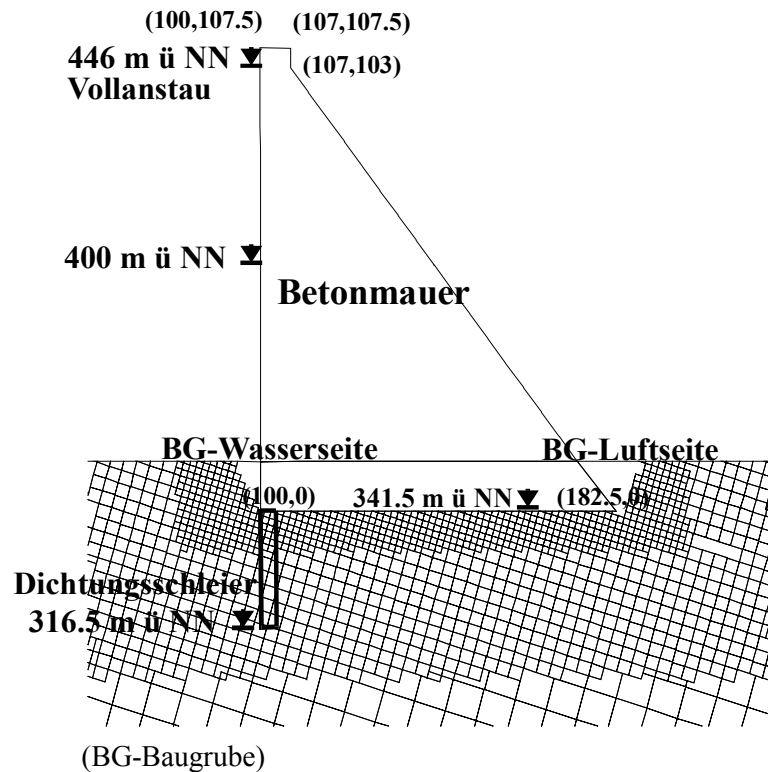 (100,107.5) (107,107.5)
446 m ü NN
Vollanstau
(107,103)
400 m ü NN
Betonmauer
BG-Wasserseite BG-Luftseite
(100,0) 341.5 m ü NN (182.5,0)
Dichtungsschleier
316.5 m ü NN
(BG-Baugrube)